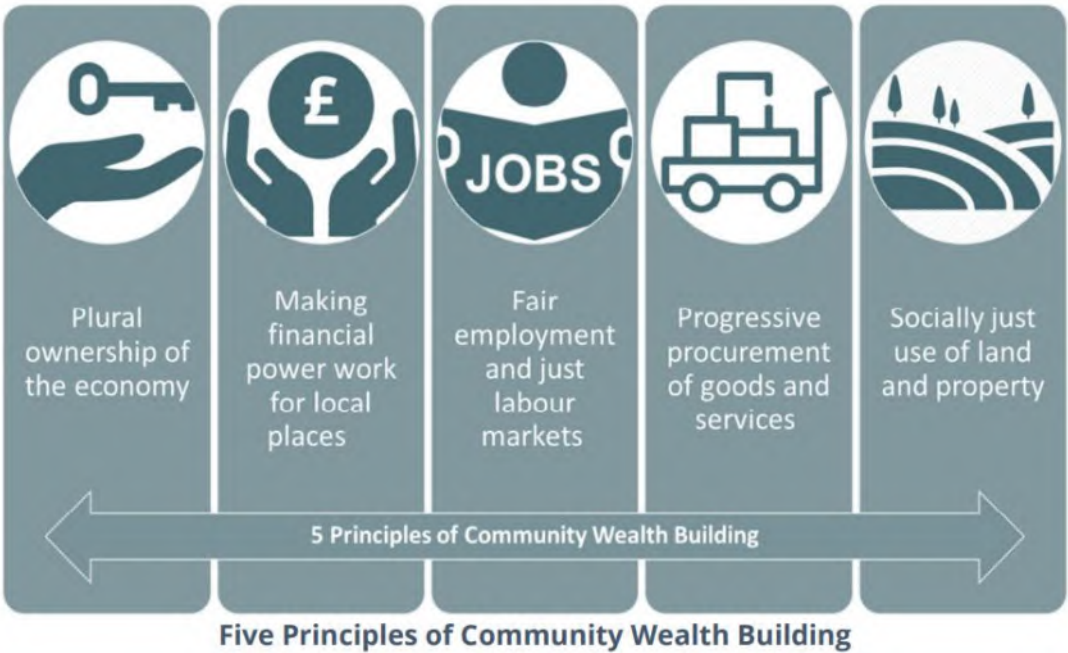 £
JOBS
Plural
ownership of
the economy
Making
financial
power work
for local
places
Fair
employment
and just
labour
markets
Progressive
procurement
of goods and
services
Socially just
use of land
and property
5 Principles of Community Wealth Building
Five Principles of Community Wealth Building